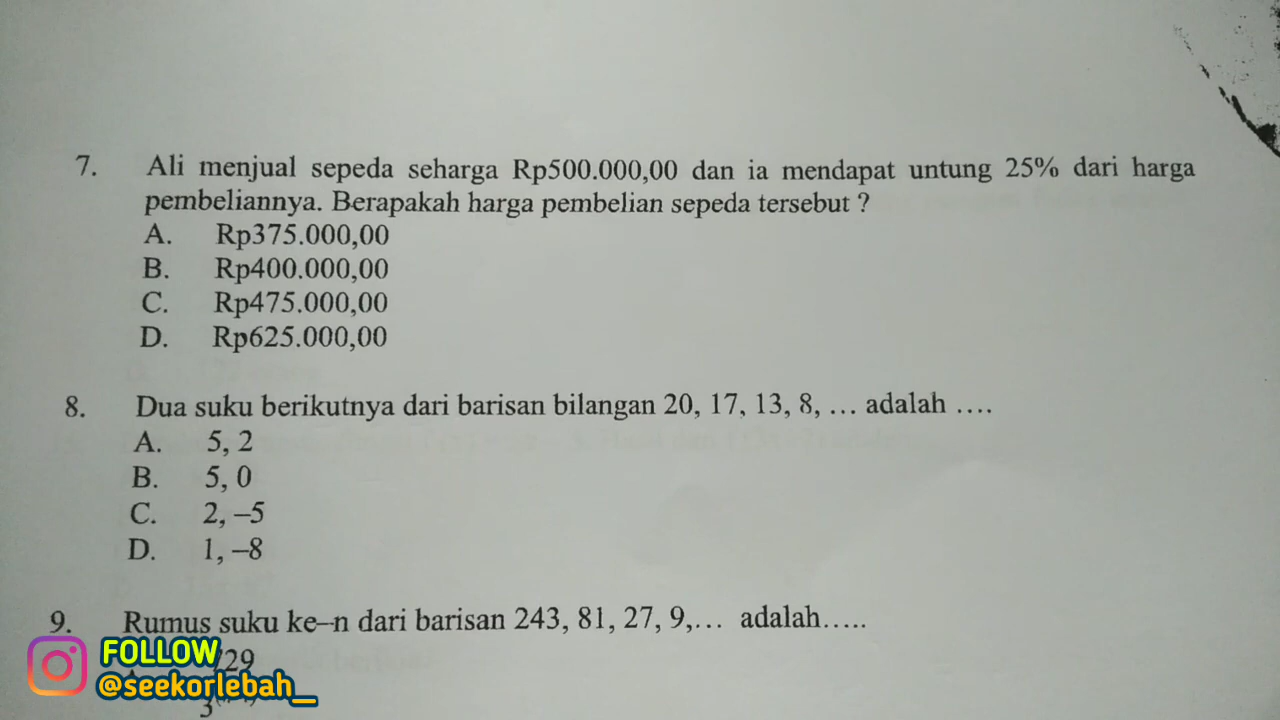 7. Ali menjual sepeda seharga Rp500.000,00 dan ia mendapat untung 25% dari harga
pembeliannya. Berapakah harga pembelian sepeda tersebut ?
A. Rp375.000,00
B. Rp400.000,00
C. Rp475.000,00
D. Rp625.000,00
8. Dua suku berikutnya dari barisan bilangan 20, 17, 13, 8, … adalah ….
A. 5, 2
B. 5, 0
C. 2, –5
D. 1, –8
9. Rumus suku ke–n dari barisan 243, 81, 27, 9,… adalah…..
FOLLOW
@seekorlebah_